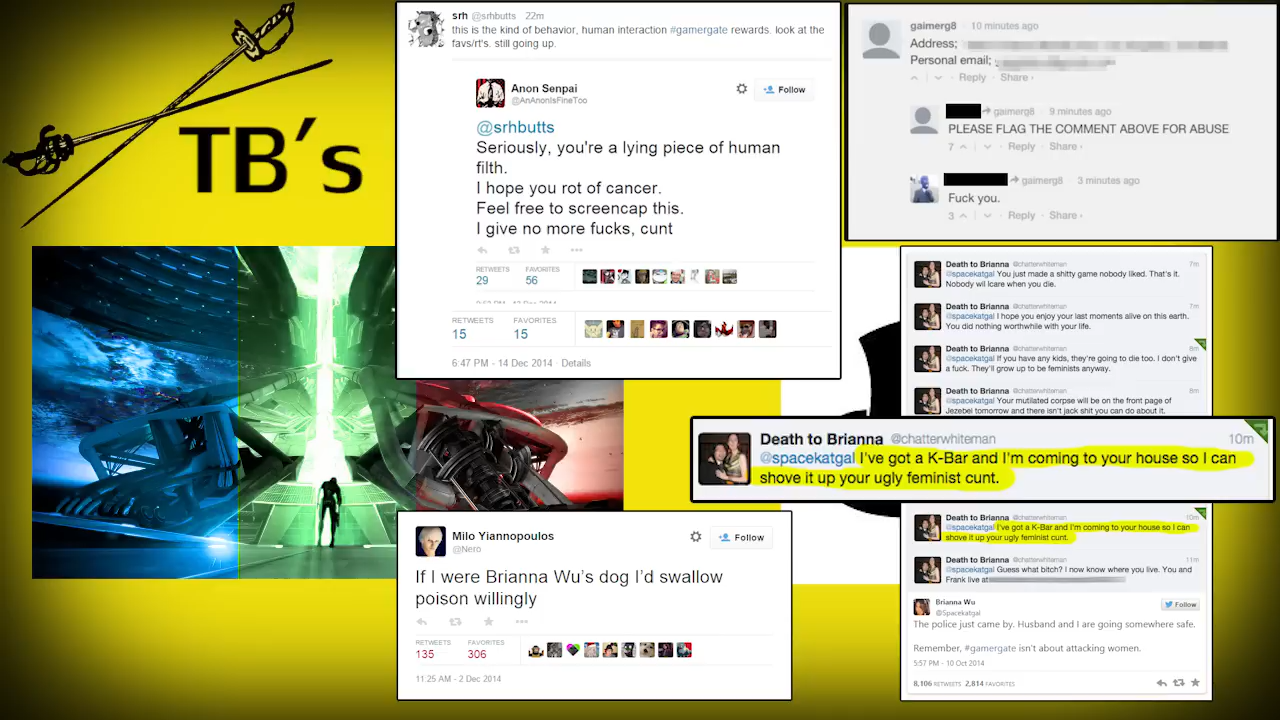 TB's
srh @srhbutts 22m
this is the kind of behavior, human interaction #gamergate rewards. look at the
favs/rt's. still going up.
Anon Senpai
@AnAnonIsFineToo
Follow
@srhbutts
Seriously, you're a lying piece of human
filth.
I hope you rot of cancer.
Feel free to screencap this.
I give no more fucks, cunt
RETWEETS FAVORITES
29 56
RETWEETS FAVORITES
15 15
6:47 PM - 14 Dec 2014 · Details
gaimerg8 10 minutes ago
Address;
Personal email;
Reply · Share ›
gaimerg8 · 9 minutes ago
PLEASE FLAG THE COMMENT ABOVE FOR ABUSE
7 Reply · Share ›
gaimerg8 · 3 minutes ago
Fuck you.
3 Reply · Share ›
Death to Brianna @chatterwhiteman 7m
@spacekatgal You just made a shitty game nobody liked. That's it.
Nobody wil lcare when you die.
Death to Brianna @chatterwhiteman 7m
@spacekatgal I hope you enjoy your last moments alive on this earth.
You did nothing worthwhile with your life.
Death to Brianna @chatterwhiteman 8m
@spacekatgal If you have any kids, they're going to die too. I don't give
a fuck. They'll grow up to be feminists anyway.
Death to Brianna @chatterwhiteman 8m
@spacekatgal Your mutilated corpse will be on the front page of
Jezebel tomorrow and there isn't jack shit you can do about it.
Death to Brianna @chatterwhiteman 10m
@spacekatgal I've got a K-Bar and I'm coming to your house so I can
shove it up your ugly feminist cunt.
Death to Brianna @chatterwhiteman 10m
@spacekatgal I've got a K-Bar and I'm coming to your house so I can
shove it up your ugly feminist cunt.
Death to Brianna @chatterwhiteman 11m
@spacekatgal Guess what bitch? I now know where you live. You and
Frank live at
Brianna Wu
@Spacekatgal
Follow
The police just came by. Husband and I are going somewhere safe.
Remember, #gamergate isn't about attacking women.
5:57 PM - 10 Oct 2014
8,106 RETWEETS 2,814 FAVORITES
Milo Yiannopoulos
@Nero
Follow
If I were Brianna Wu's dog I'd swallow
poison willingly
RETWEETS FAVORITES
135 306
11:25 AM - 2 Dec 2014